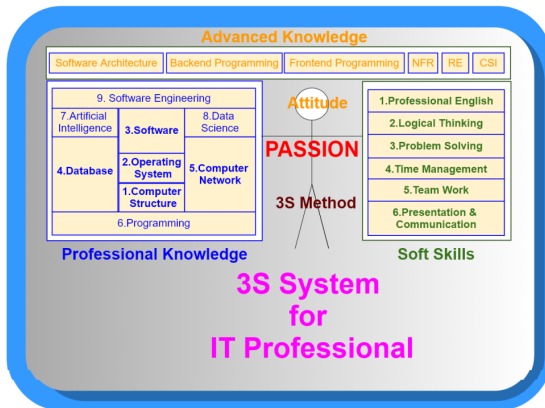 Advanced Knowledge
Software Architecture
Backend Programming
Frontend Programming
NFR
RE
CSI
9. Software Engineering
7.Artificial
Intelligence
3.Software
8.Data
Science
4.Database
2.Operating
System
5.Computer
Network
1.Computer
Structure
6.Programming
Professional Knowledge
Attitude
PASSION
3S Method
1.Professional English
2.Logical Thinking
3.Problem Solving
4.Time Management
5.Team Work
6.Presentation &
Communication
Soft Skills
3S System
for
IT Professional